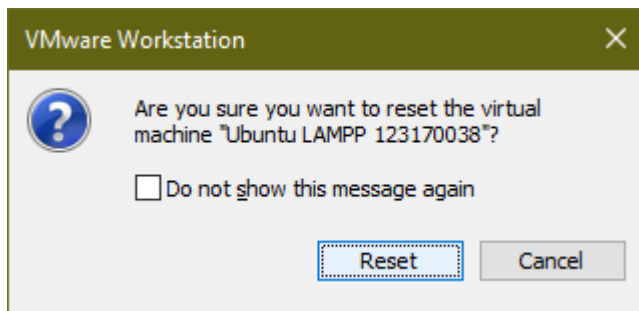 VMware Workstation
Are you sure you want to reset the virtual
machine "Ubuntu LAMPP 123170038"?
Do not show this message again
Reset
Cancel